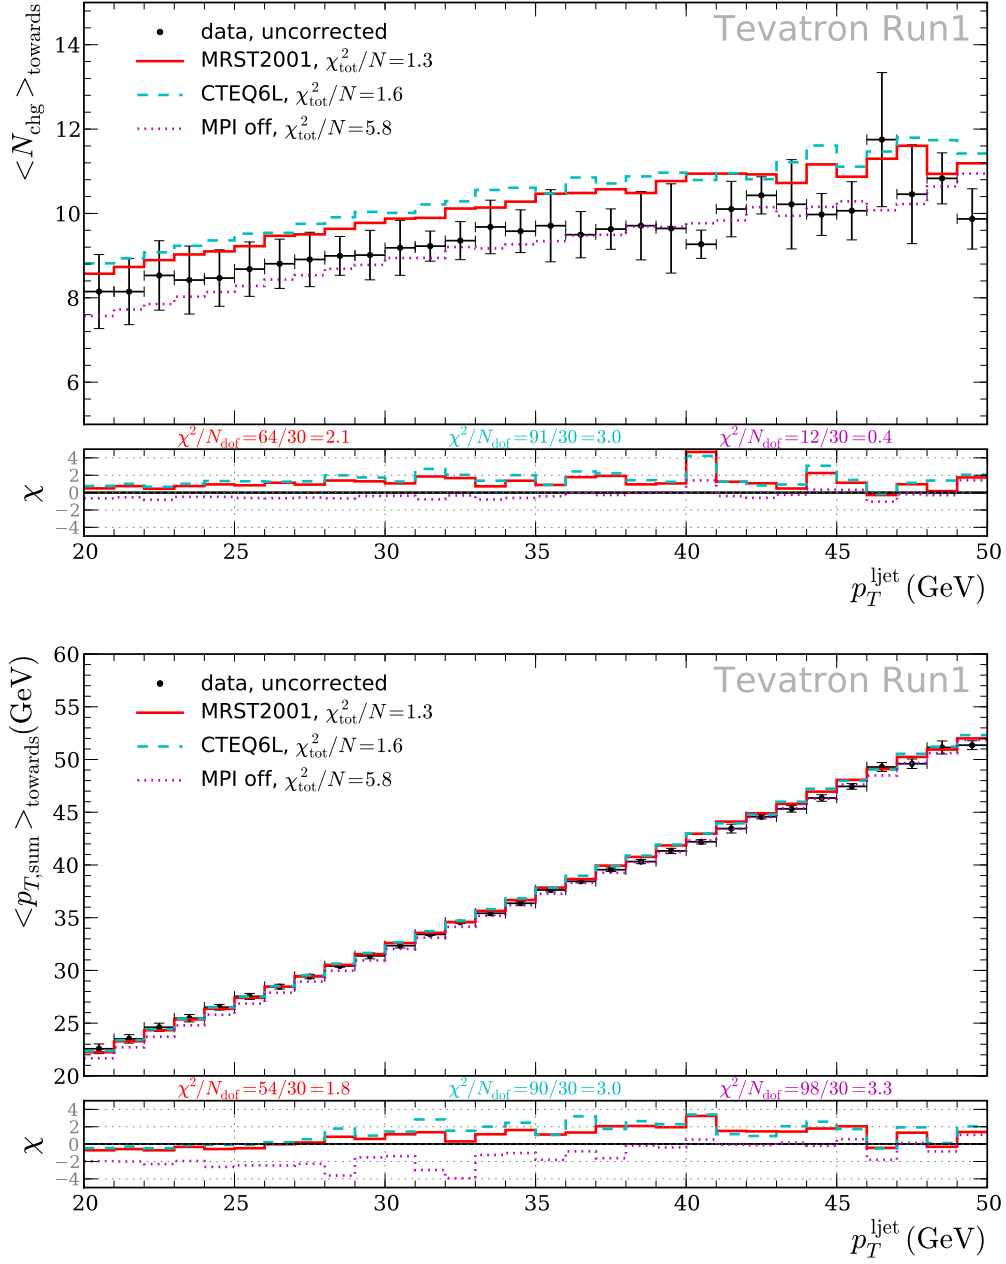 Tevatron Run1
data, uncorrected
MRST2001, χ²tot/N=1.3
CTEQ6L, χ²tot/N=1.6
MPI off, χ²tot/N=5.8
<Nchg>towards
14
12
10
8
6
χ²/Ndof=64/30=2.1 χ²/Ndof=91/30=3.0 χ²/Ndof=12/30=0.4
χ
4
2
0
−2
−4
20 25 30 35 40 45 50
pT^ljet (GeV)
Tevatron Run1
data, uncorrected
MRST2001, χ²tot/N=1.3
CTEQ6L, χ²tot/N=1.6
MPI off, χ²tot/N=5.8
<pT,sum>towards(GeV)
60
55
50
45
40
35
30
25
20
χ²/Ndof=54/30=1.8 χ²/Ndof=90/30=3.0 χ²/Ndof=98/30=3.3
χ
4
2
0
−2
−4
20 25 30 35 40 45 50
pT^ljet (GeV)